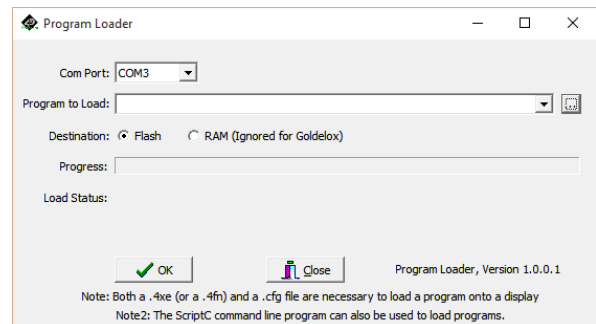 Program Loader
Com Port: COM3
Program to Load:
Destination: Flash RAM (Ignored for Goldelox)
Progress:
Load Status:
OK Close Program Loader, Version 1.0.0.1
Note: Both a .4xe (or a .4fn) and a .cfg file are necessary to load a program onto a display
Note2: The ScriptC command line program can also be used to load programs.